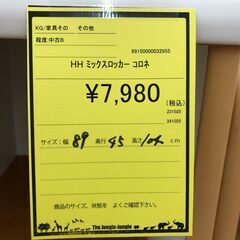 KG/家具その その他
程度:中古B
99150000032955
HH ミックスロッカー コロネ
¥7,980
(税込)
231025
241025
サイズ:幅 89 奥行 45 高さ 104 cm
商品のサイズ、状態を よくご確認下さい。
The Jungle-Jungle